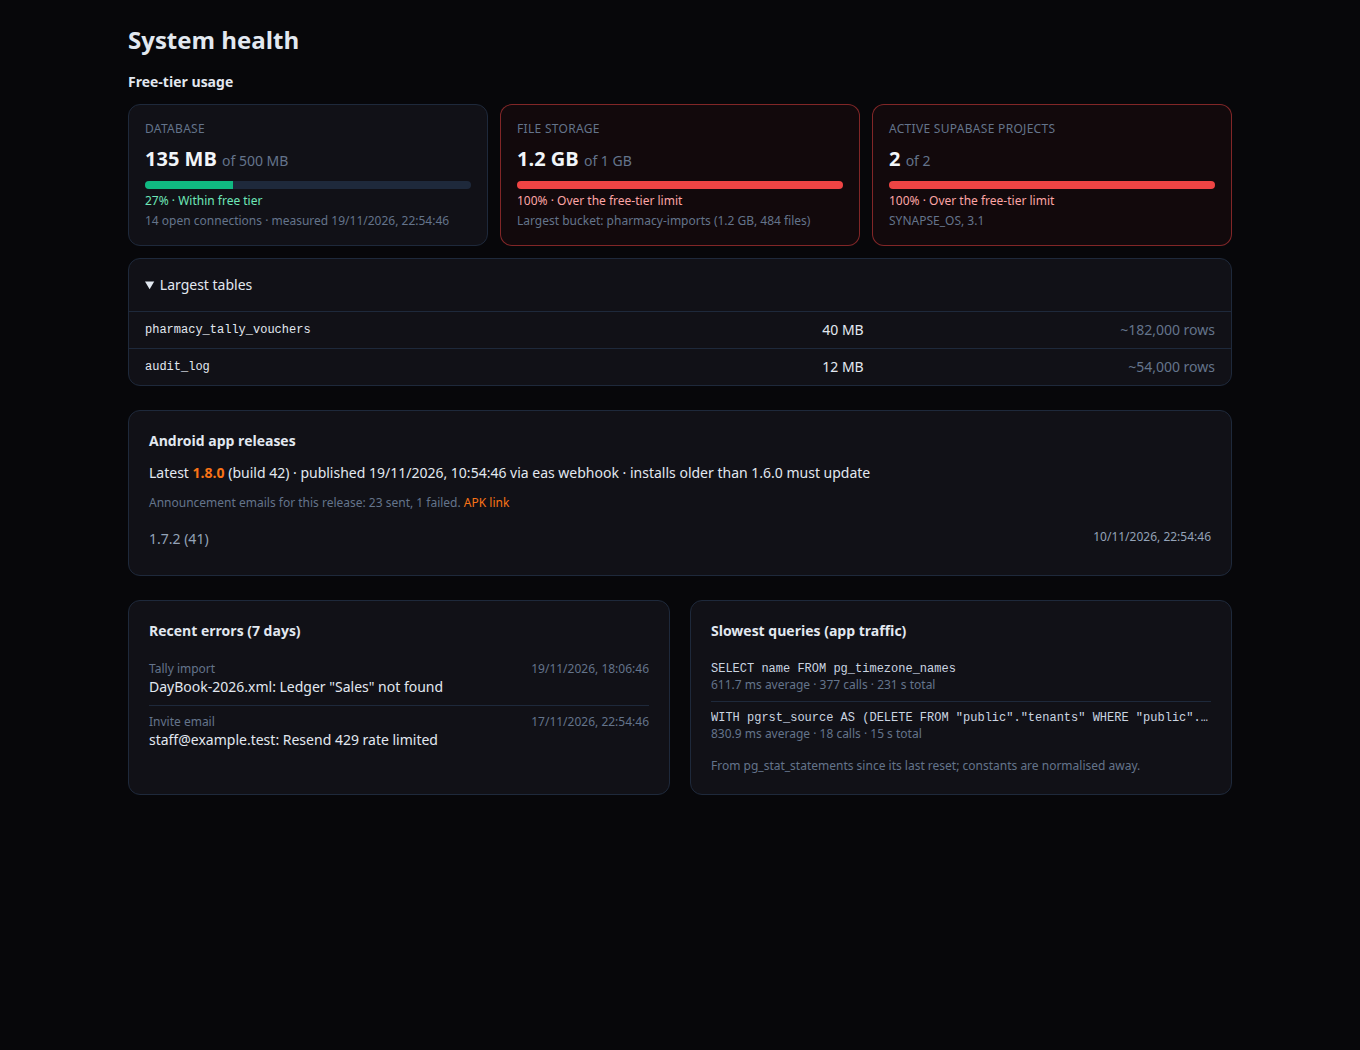 System health
Free-tier usage
DATABASE
135 MB of 500 MB
27% · Within free tier
14 open connections · measured 19/11/2026, 22:54:46
FILE STORAGE
1.2 GB of 1 GB
100% · Over the free-tier limit
Largest bucket: pharmacy-imports (1.2 GB, 484 files)
ACTIVE SUPABASE PROJECTS
2 of 2
100% · Over the free-tier limit
SYNAPSE_OS, 3.1
▼ Largest tables
pharmacy_tally_vouchers 40 MB ~182,000 rows
audit_log 12 MB ~54,000 rows
Android app releases
Latest 1.8.0 (build 42) · published 19/11/2026, 10:54:46 via eas webhook · installs older than 1.6.0 must update
Announcement emails for this release: 23 sent, 1 failed. APK link
1.7.2 (41) 10/11/2026, 22:54:46
Recent errors (7 days)
Tally import 19/11/2026, 18:06:46
DayBook-2026.xml: Ledger "Sales" not found
Invite email 17/11/2026, 22:54:46
staff@example.test: Resend 429 rate limited
Slowest queries (app traffic)
SELECT name FROM pg_timezone_names
611.7 ms average · 377 calls · 231 s total
WITH pgrst_source AS (DELETE FROM "public"."tenants" WHERE "public".…
830.9 ms average · 18 calls · 15 s total
From pg_stat_statements since its last reset; constants are normalised away.